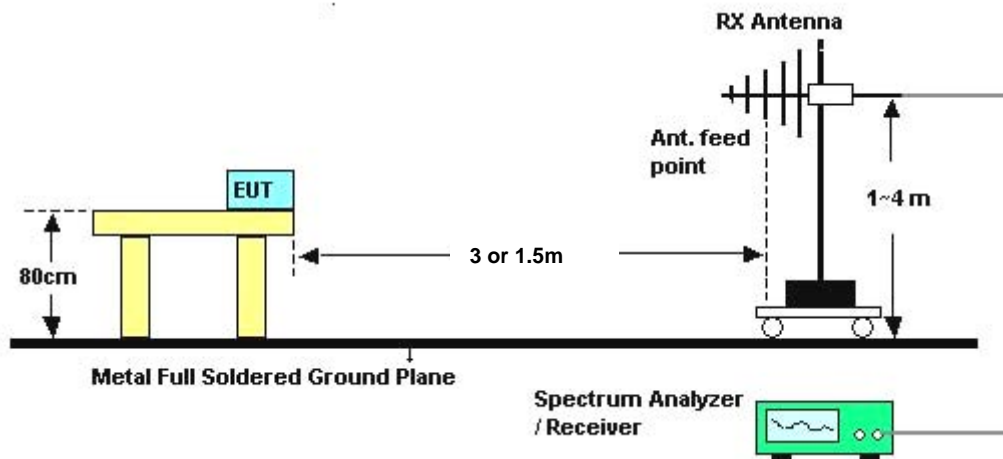 RX Antenna
Ant. feed
point
EUT
1~4 m
3 or 1.5m
80cm
Metal Full Soldered Ground Plane
Spectrum Analyzer
/ Receiver